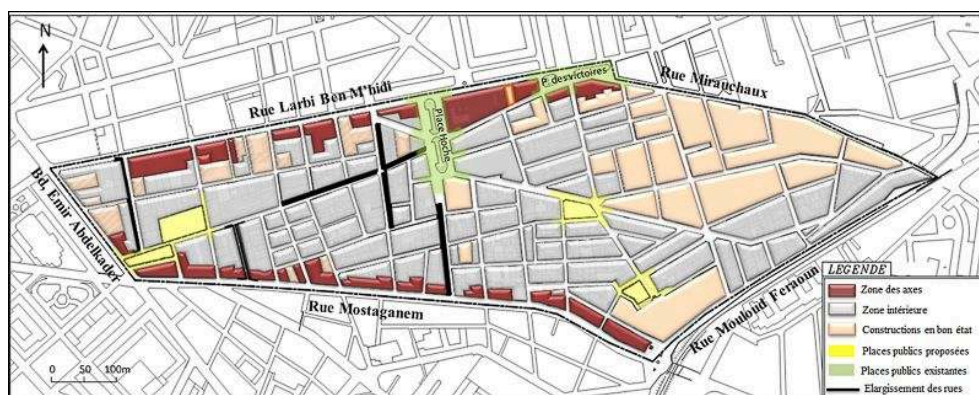 N
Rue Larbi Ben M'hidi
P. des victoires
Rue Mirauchaux
Place Hoche
Bd. Emir Abdelkader
Rue Mostaganem
Rue Mouloud Feraoun
0 50 100m
LEGENDE
Zone des axes
Zone intérieure
Constructions en bon état
Places publics proposées
Places publics existantes
Elargissement des rues